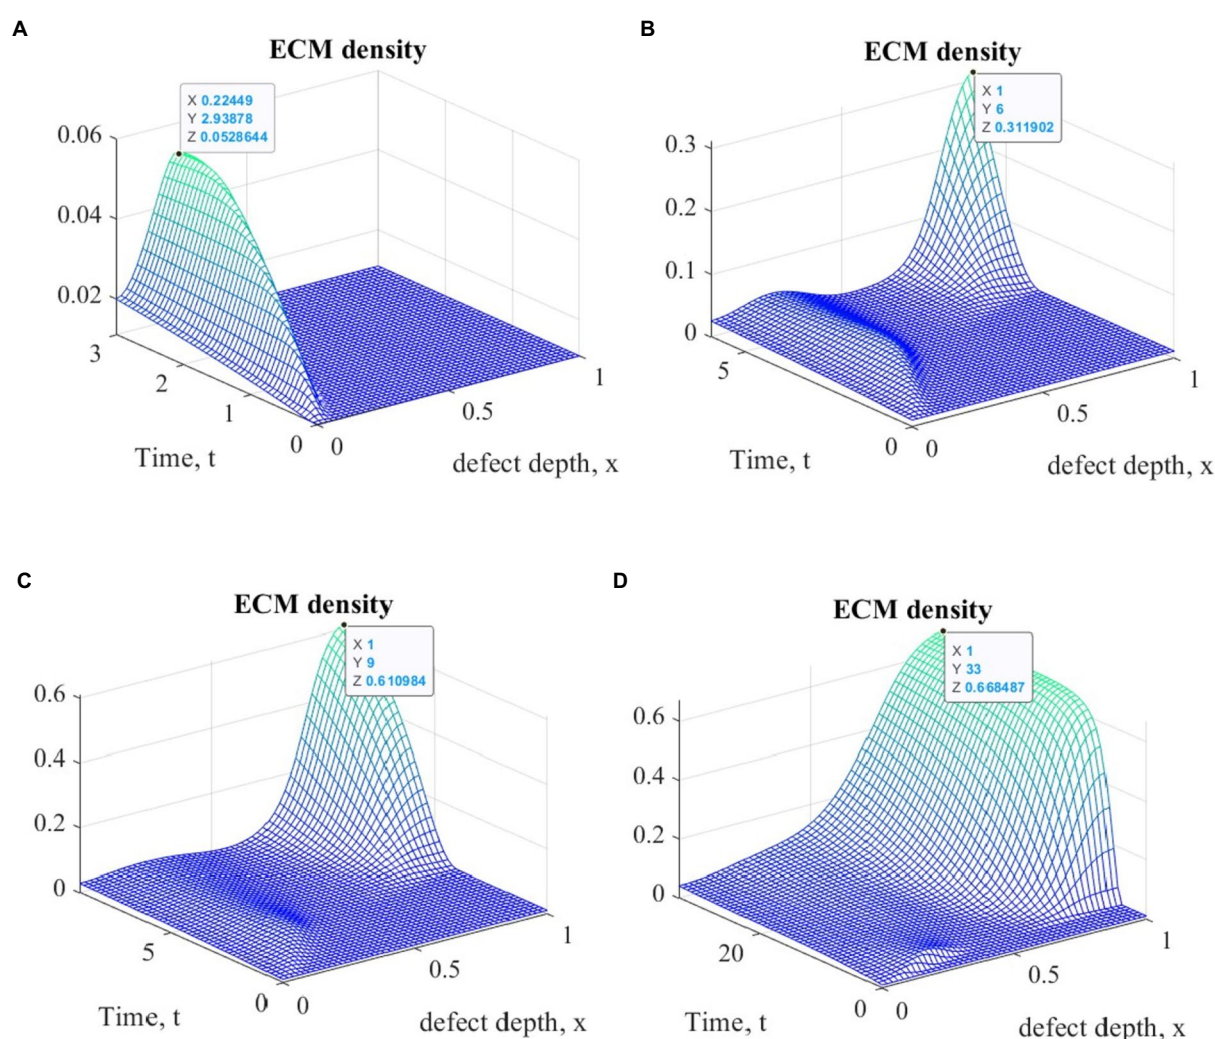 A
ECM density
X 0.22449
Y 2.93878
Z 0.0528644
0.06
0.04
0.02
3
2
1
0
0
0.5
1
Time, t
defect depth, x
B
ECM density
X 1
Y 6
Z 0.311902
0.3
0.2
0.1
0
5
0
0
0.5
1
Time, t
defect depth, x
C
ECM density
X 1
Y 9
Z 0.610984
0.6
0.4
0.2
0
5
0
0
0.5
1
Time, t
defect depth, x
D
ECM density
X 1
Y 33
Z 0.668487
0.6
0.4
0.2
0
20
0
0
0.5
1
Time, t
defect depth, x